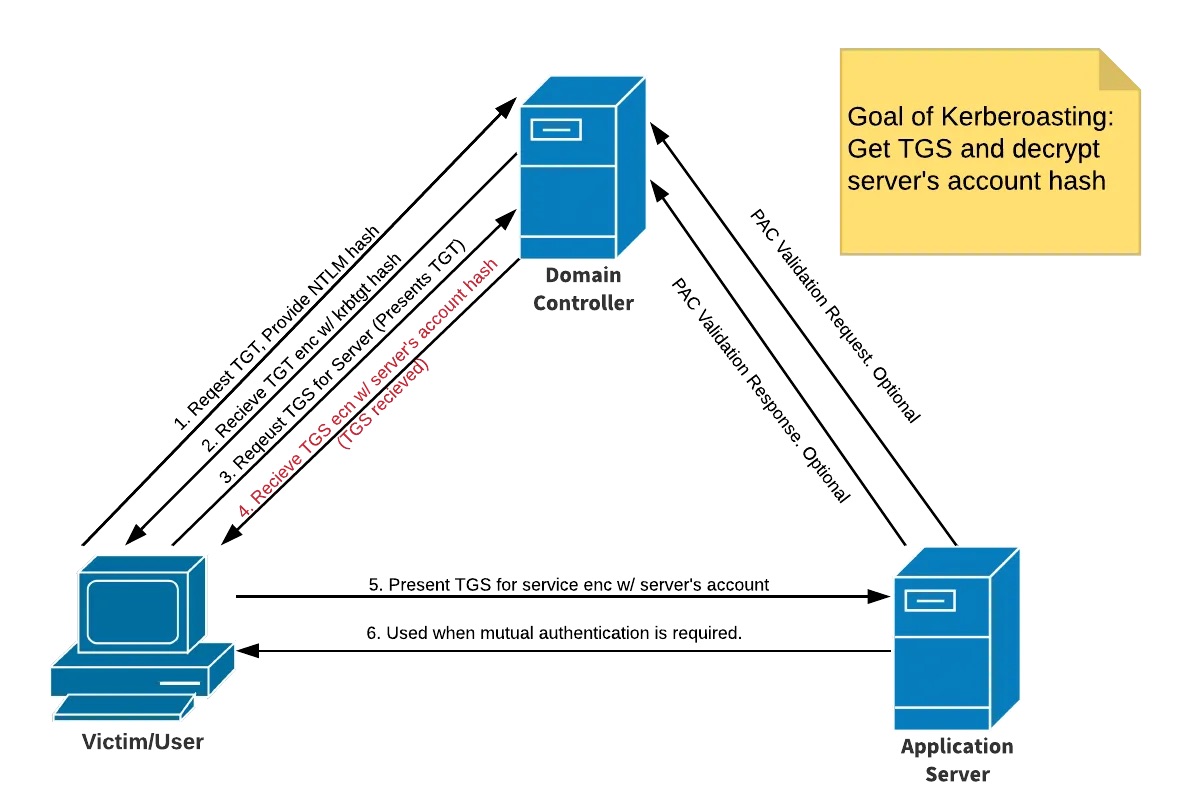 Goal of Kerberoasting:
Get TGS and decrypt
server's account hash
Domain
Controller
1. Reqest TGT, Provide NTLM hash
2. Recieve TGT enc w/ krbtgt hash
3. Reqeust TGS for Server (Presents TGT)
4. Recieve TGS ecn w/ server's account hash
(TGS recieved)
PAC Validation Request. Optional
PAC Validation Response. Optional
5. Present TGS for service enc w/ server's account
6. Used when mutual authentication is required.
Victim/User
Application
Server